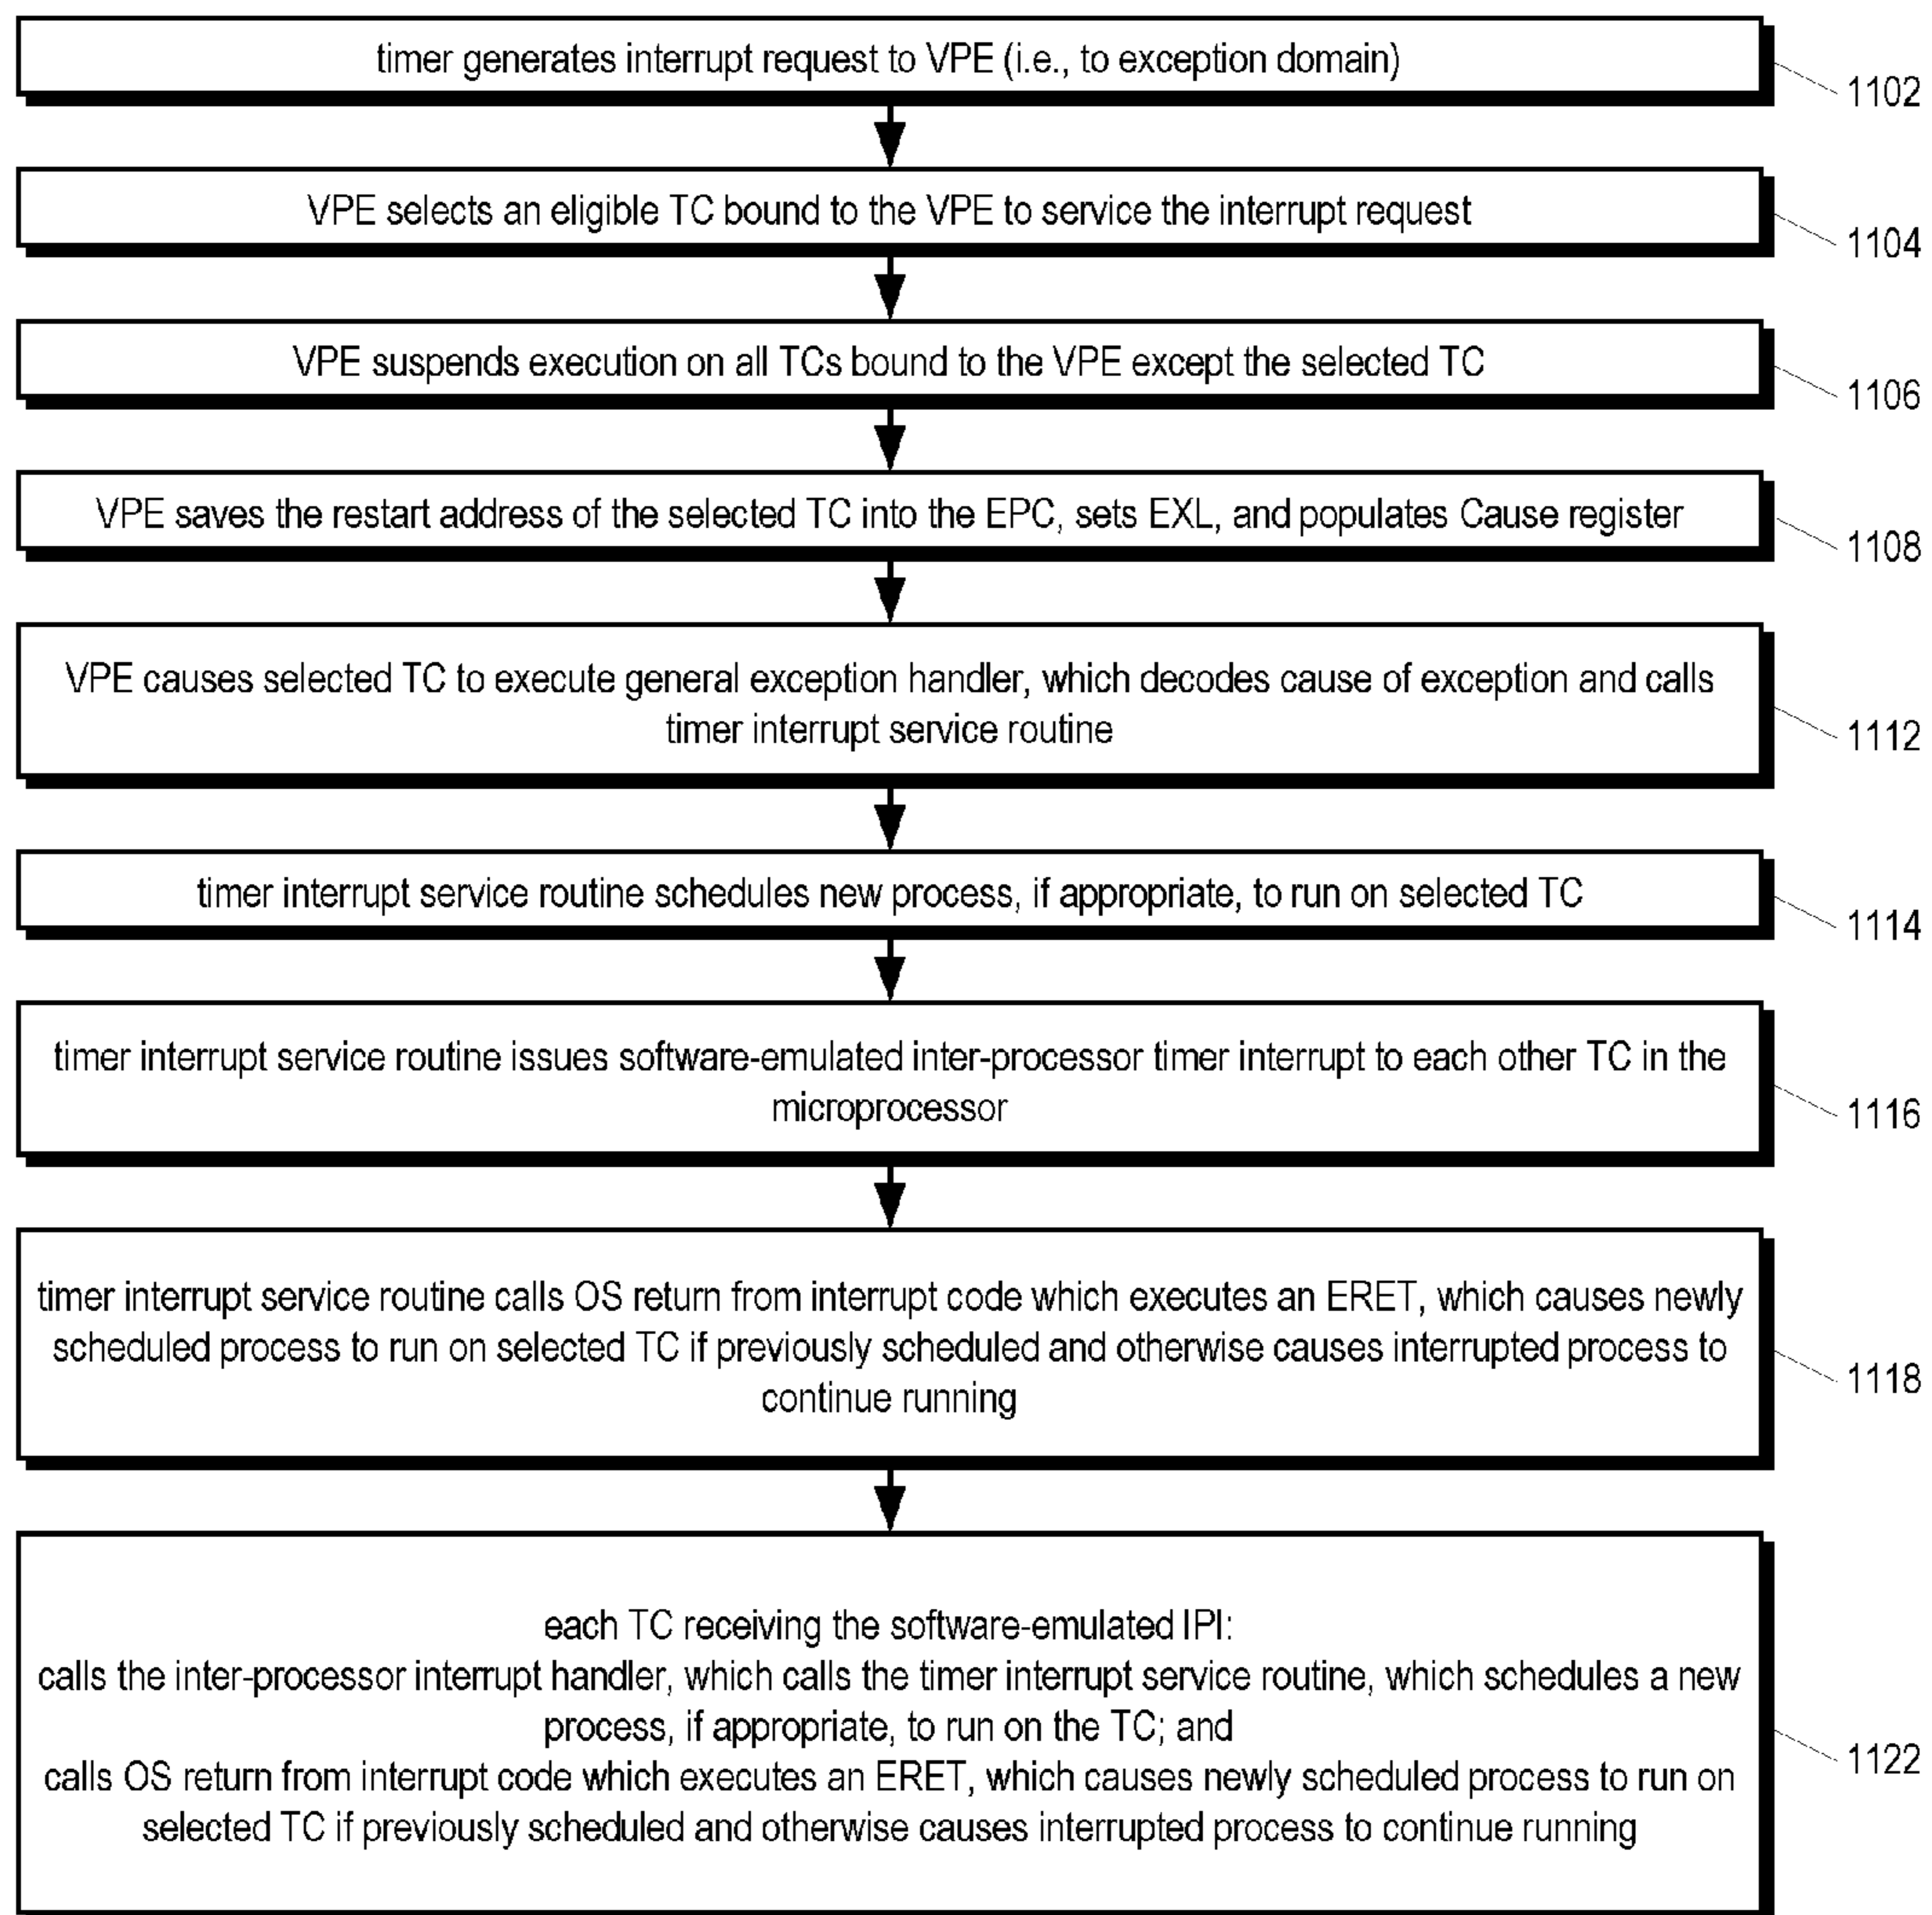 timer generates interrupt request to VPE (i.e., to exception domain)
1102
VPE selects an eligible TC bound to the VPE to service the interrupt request
1104
VPE suspends execution on all TCs bound to the VPE except the selected TC
1106
VPE saves the restart address of the selected TC into the EPC, sets EXL, and populates Cause register
1108
VPE causes selected TC to execute general exception handler, which decodes cause of exception and calls
timer interrupt service routine
1112
timer interrupt service routine schedules new process, if appropriate, to run on selected TC
1114
timer interrupt service routine issues software-emulated inter-processor timer interrupt to each other TC in the
microprocessor
1116
timer interrupt service routine calls OS return from interrupt code which executes an ERET, which causes newly
scheduled process to run on selected TC if previously scheduled and otherwise causes interrupted process to
continue running
1118
each TC receiving the software-emulated IPI:
calls the inter-processor interrupt handler, which calls the timer interrupt service routine, which schedules a new
process, if appropriate, to run on the TC; and
calls OS return from interrupt code which executes an ERET, which causes newly scheduled process to run on
selected TC if previously scheduled and otherwise causes interrupted process to continue running
1122